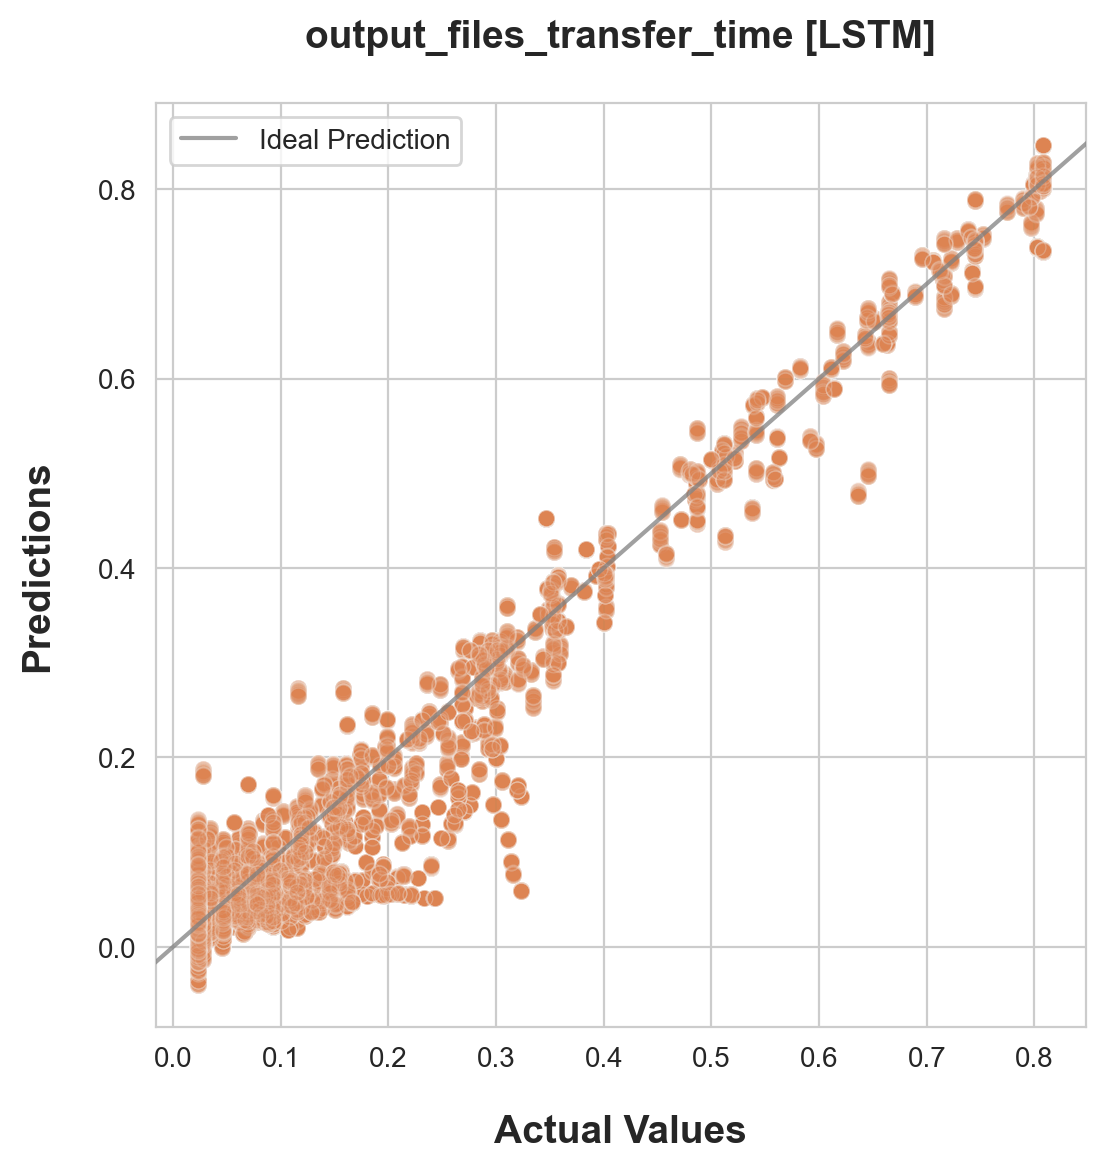 output_files_transfer_time [LSTM]
Ideal Prediction
Predictions
0.8
0.6
0.4
0.2
0.0
0.0 0.1 0.2 0.3 0.4 0.5 0.6 0.7 0.8
Actual Values